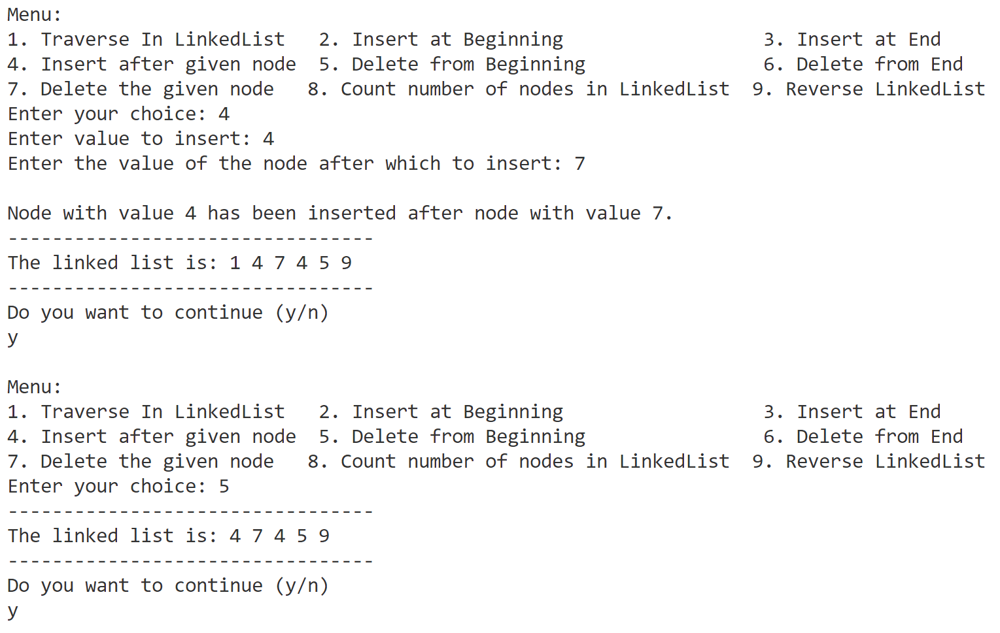 Menu:
1. Traverse In LinkedList   2. Insert at Beginning                  3. Insert at End
4. Insert after given node  5. Delete from Beginning                6. Delete from End
7. Delete the given node   8. Count number of nodes in LinkedList  9. Reverse LinkedList
Enter your choice: 4
Enter value to insert: 4
Enter the value of the node after which to insert: 7

Node with value 4 has been inserted after node with value 7.
---------------------------------
The linked list is: 1 4 7 4 5 9
---------------------------------
Do you want to continue (y/n)
y

Menu:
1. Traverse In LinkedList   2. Insert at Beginning                  3. Insert at End
4. Insert after given node  5. Delete from Beginning                6. Delete from End
7. Delete the given node   8. Count number of nodes in LinkedList  9. Reverse LinkedList
Enter your choice: 5
---------------------------------
The linked list is: 4 7 4 5 9
---------------------------------
Do you want to continue (y/n)
y